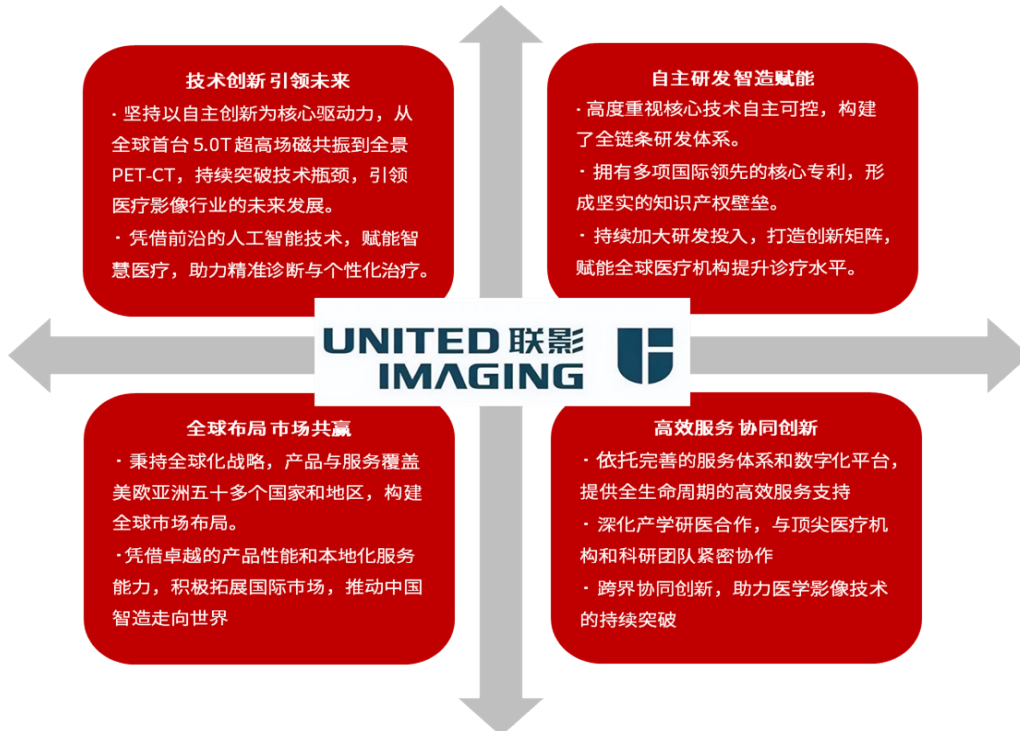 技术创新 引领未来
· 坚持以自主创新为核心驱动力，从
全球首台 5.0T 超高场磁共振到全景
PET-CT，持续突破技术瓶颈，引领
医疗影像行业的未来发展。
· 凭借前沿的人工智能技术，赋能智
慧医疗，助力精准诊断与个性化治疗。
自主研发 智造赋能
· 高度重视核心技术自主可控，构建
了全链条研发体系。
· 拥有多项国际领先的核心专利，形
成坚实的知识产权壁垒。
· 持续加大研发投入，打造创新矩阵，
赋能全球医疗机构提升诊疗水平。
UNITED 联影
IMAGING
全球布局 市场共赢
· 秉持全球化战略，产品与服务覆盖
美欧亚洲五十多个国家和地区，构建
全球市场布局。
· 凭借卓越的产品性能和本地化服务
能力，积极拓展国际市场，推动中国
智造走向世界
高效服务 协同创新
· 依托完善的服务体系和数字化平台，
提供全生命周期的高效服务支持
· 深化产学研医合作，与顶尖医疗机
构和科研团队紧密协作
· 跨界协同创新，助力医学影像技术
的持续突破